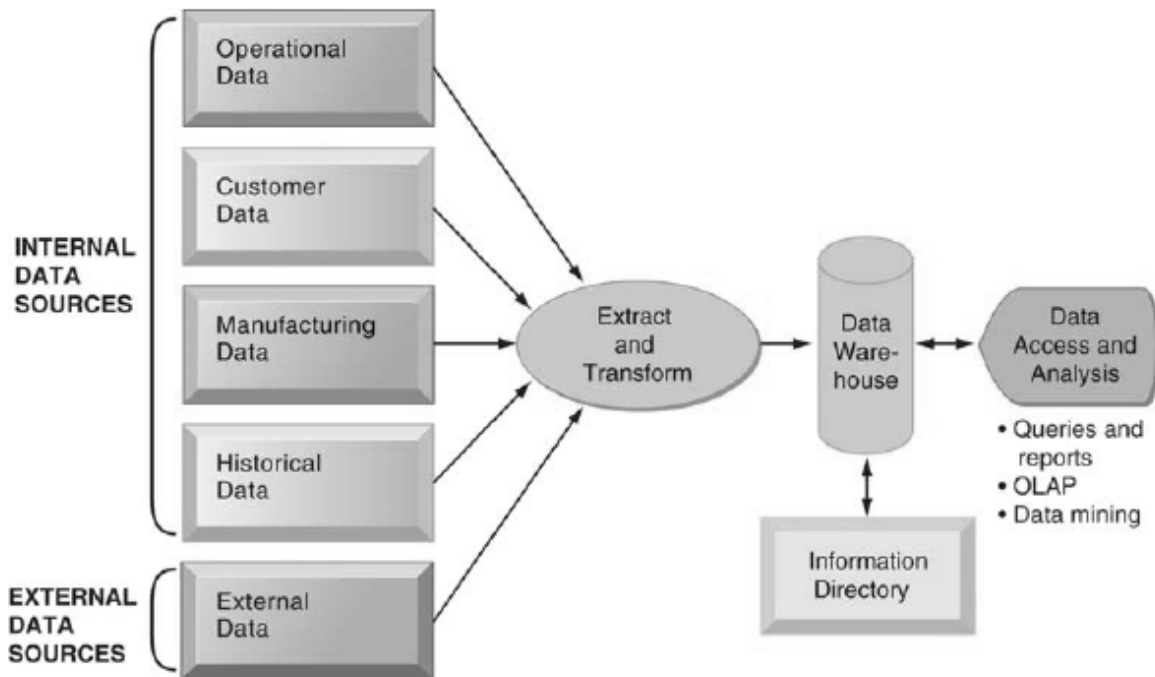 INTERNAL
DATA
SOURCES
Operational
Data
Customer
Data
Manufacturing
Data
Historical
Data
EXTERNAL
DATA
SOURCES
External
Data
Extract
and
Transform
Data
Ware-
house
Data
Access and
Analysis
• Queries and
reports
• OLAP
• Data mining
Information
Directory